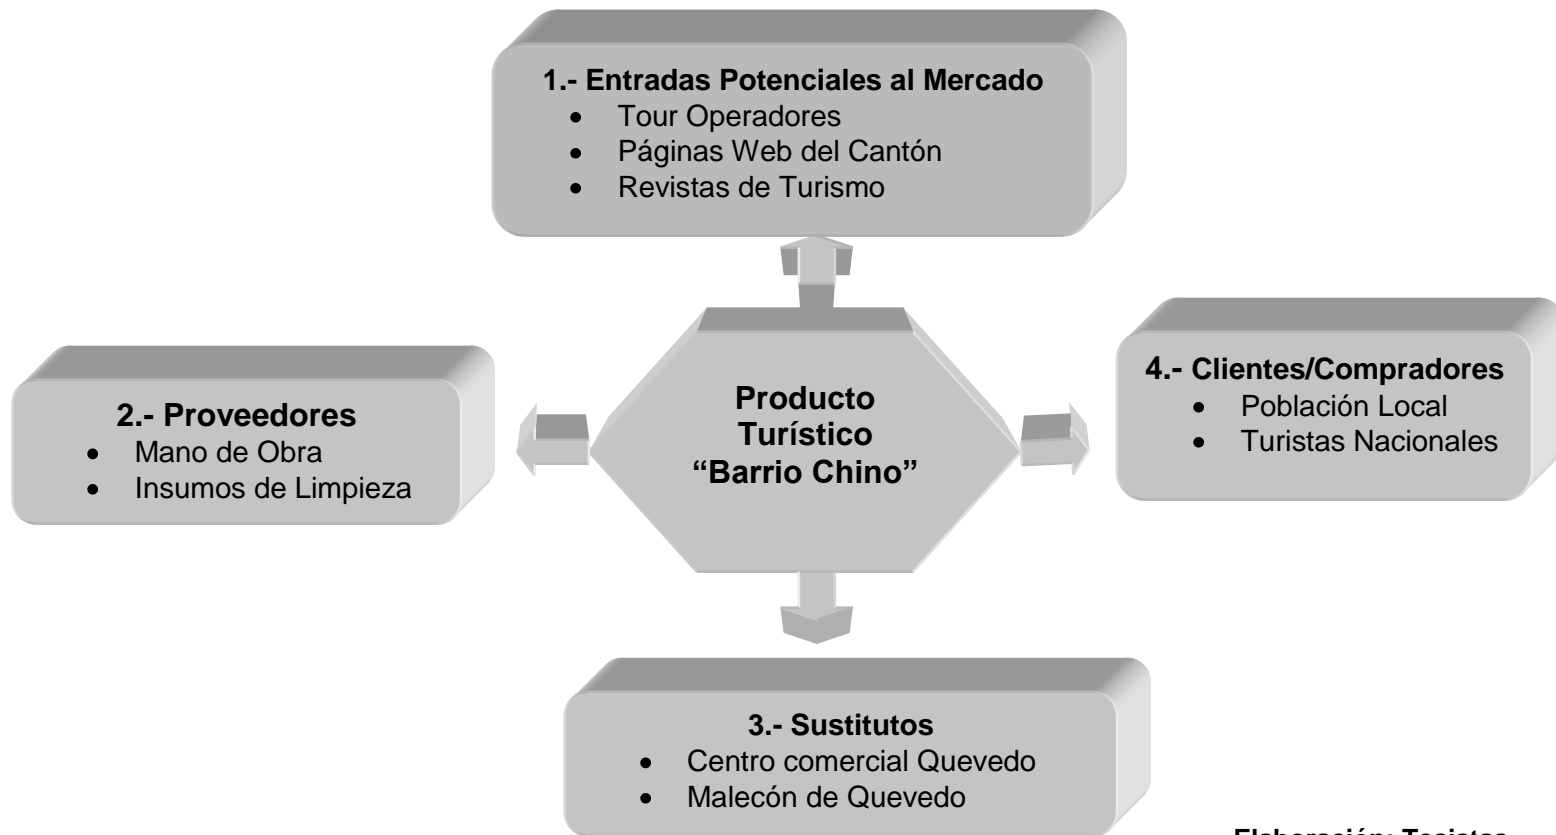 1.- Entradas Potenciales al Mercado
• Tour Operadores
• Páginas Web del Cantón
• Revistas de Turismo
2.- Proveedores
• Mano de Obra
• Insumos de Limpieza
Producto
Turístico
“Barrio Chino”
4.- Clientes/Compradores
• Población Local
• Turistas Nacionales
3.- Sustitutos
• Centro comercial Quevedo
• Malecón de Quevedo
Elaboración: Tesistas